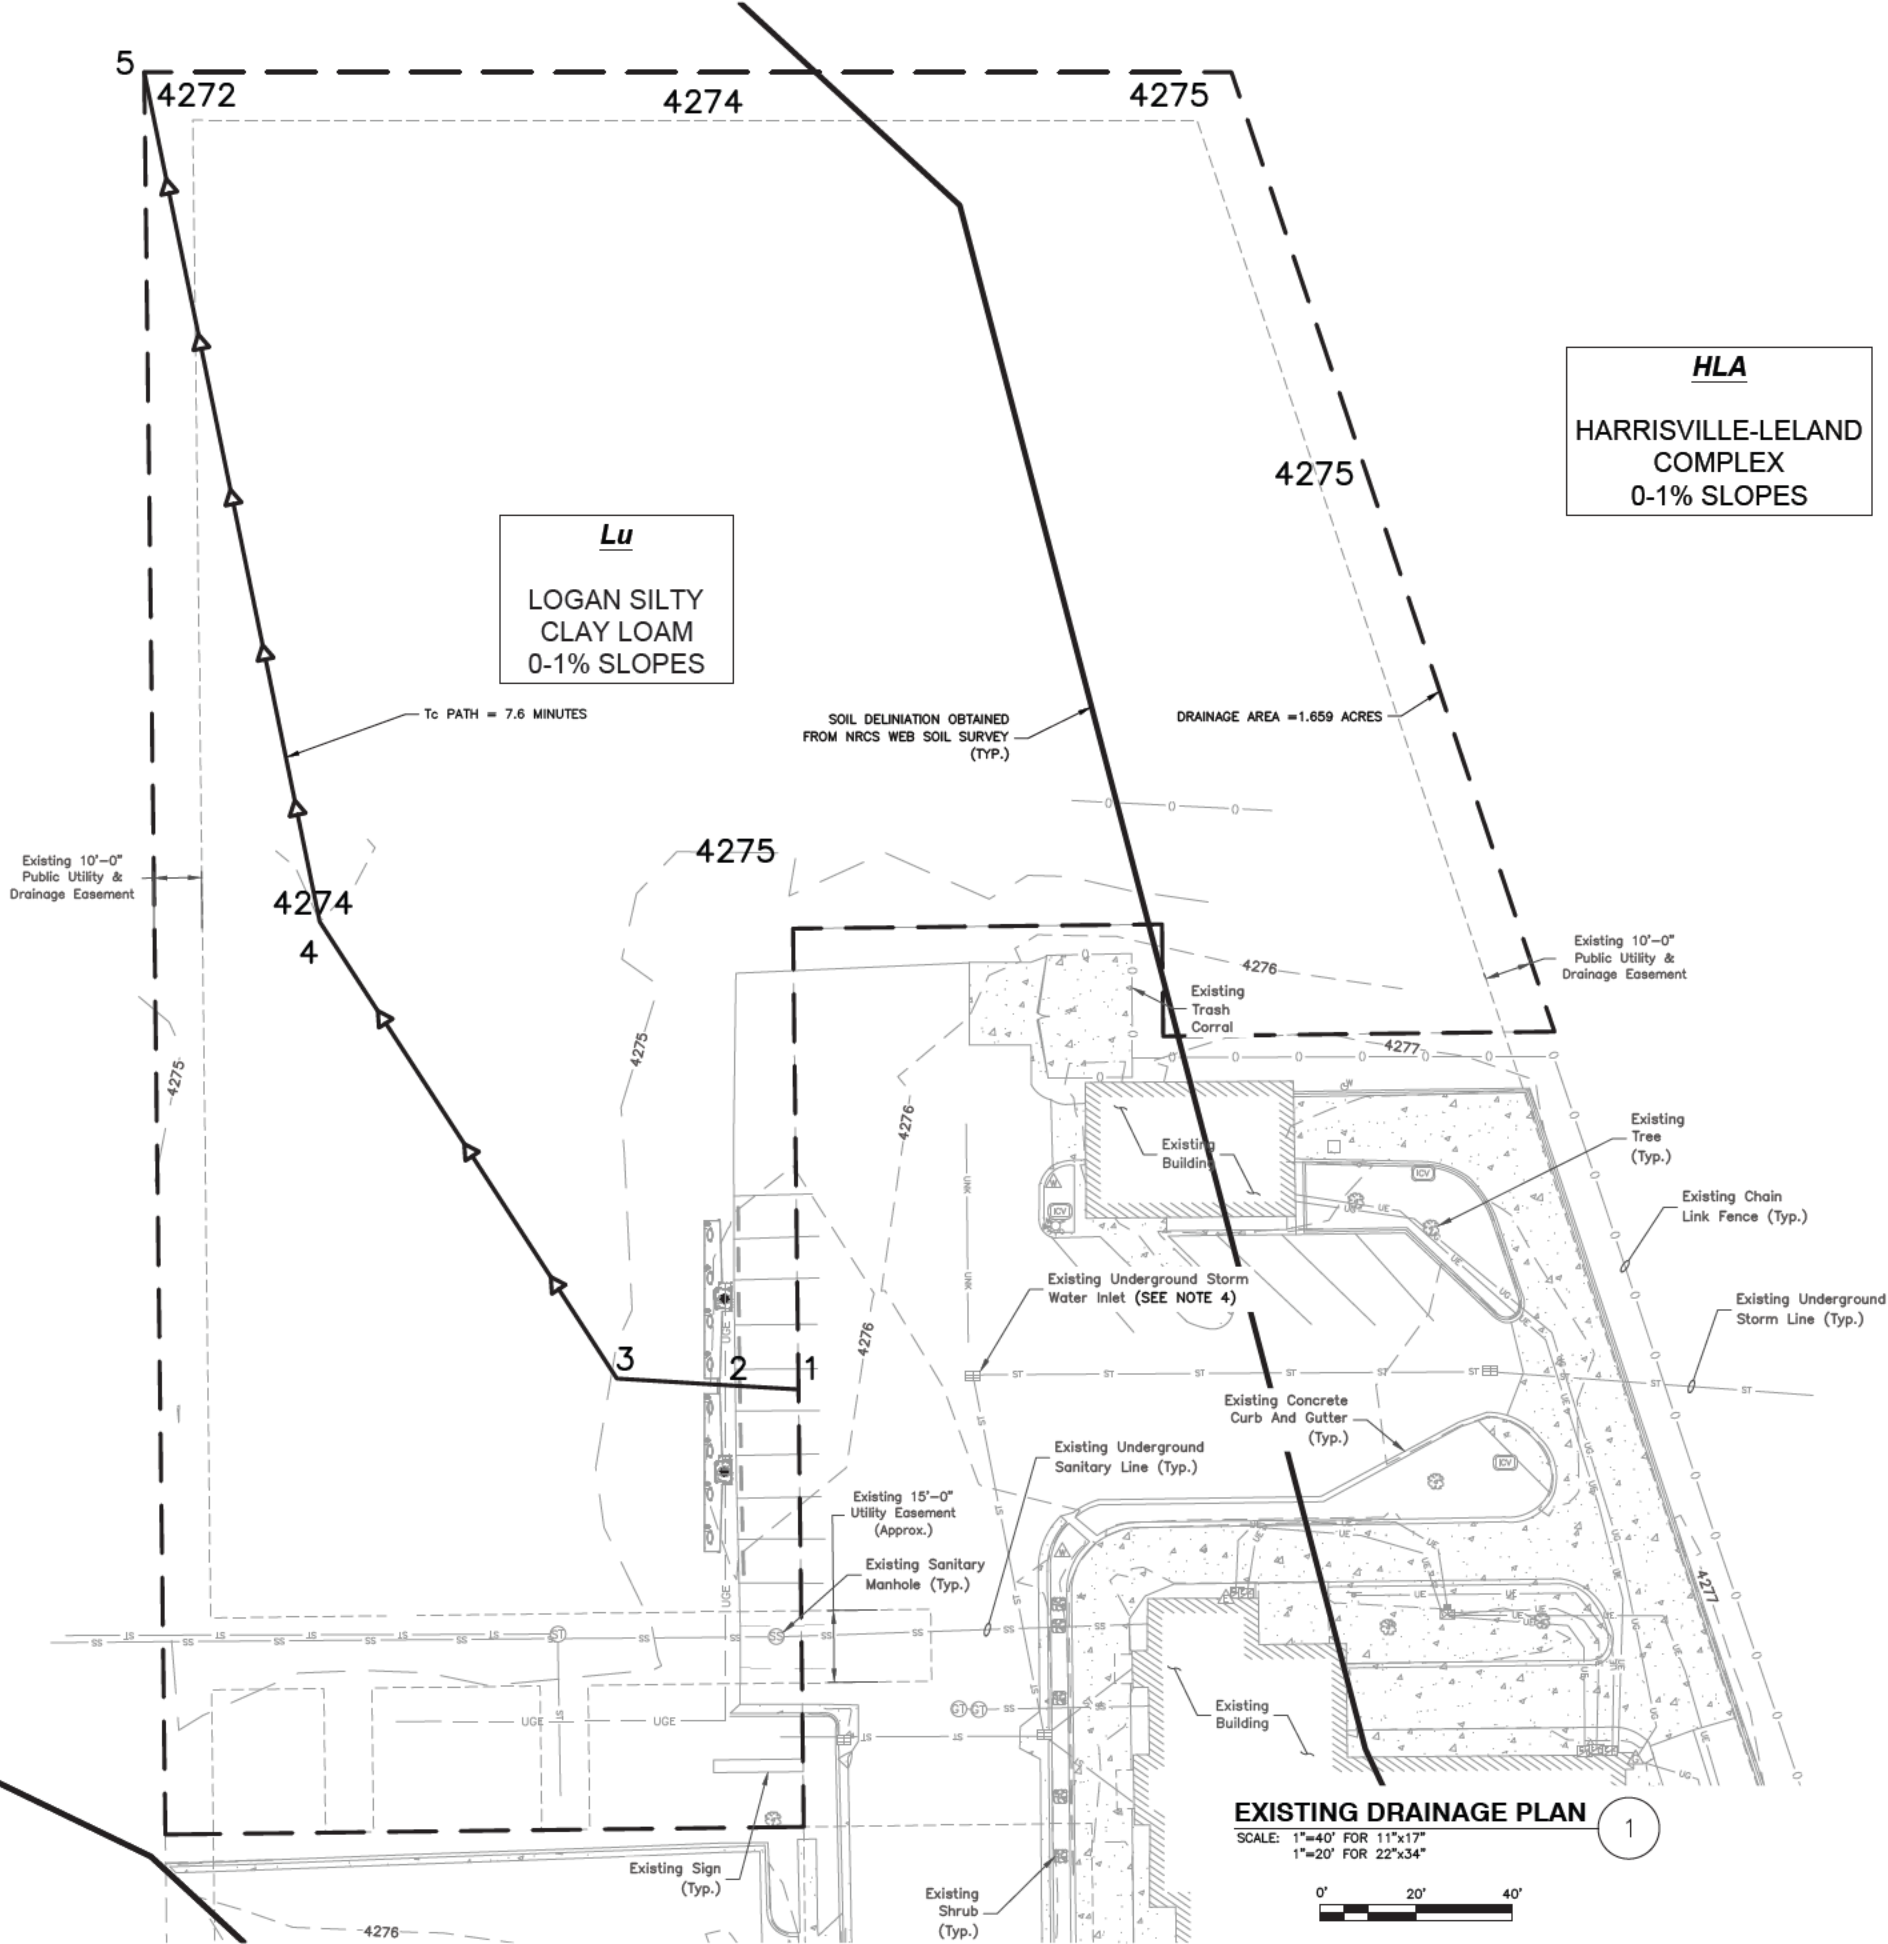 5
4272
4274
4275
HLA
HARRISVILLE-LELAND
COMPLEX
0-1% SLOPES
4275
Lu
LOGAN SILTY
CLAY LOAM
0-1% SLOPES
Tc PATH = 7.6 MINUTES
SOIL DELINIATION OBTAINED
FROM NRCS WEB SOIL SURVEY
(TYP.)
DRAINAGE AREA =1.659 ACRES
Existing 10'-0"
Public Utility &
Drainage Easement
4275
4274
4
Existing 10'-0"
Public Utility &
Drainage Easement
4276
Existing
Trash
Corral
4277
4275
4275
4276
Existing
Building
Existing
Tree
(Typ.)
Existing Chain
Link Fence (Typ.)
Existing Underground Storm
Water Inlet (SEE NOTE 4)
Existing Underground
Storm Line (Typ.)
4276
3
2
1
Existing Concrete
Curb And Gutter
(Typ.)
Existing Underground
Sanitary Line (Typ.)
Existing 15'-0"
Utility Easement
(Approx.)
Existing Sanitary
Manhole (Typ.)
4277
UGE
UGE
UGE
UGE
Existing
Building
Existing Sign
(Typ.)
Existing
Shrub
(Typ.)
4276
EXISTING DRAINAGE PLAN
1
SCALE: 1"=40' FOR 11"x17"
1"=20' FOR 22"x34"
0' 20' 40'